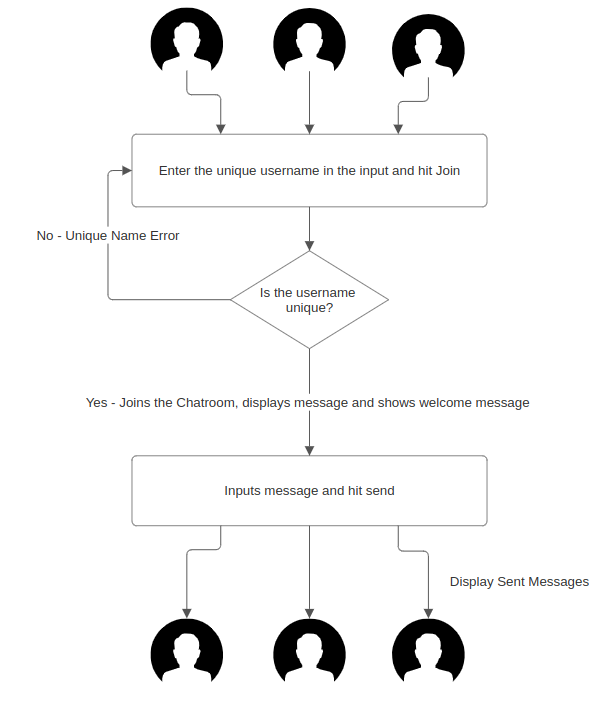 Enter the unique username in the input and hit Join
No - Unique Name Error
Is the username
unique?
Yes - Joins the Chatroom, displays message and shows welcome message
Inputs message and hit send
Display Sent Messages